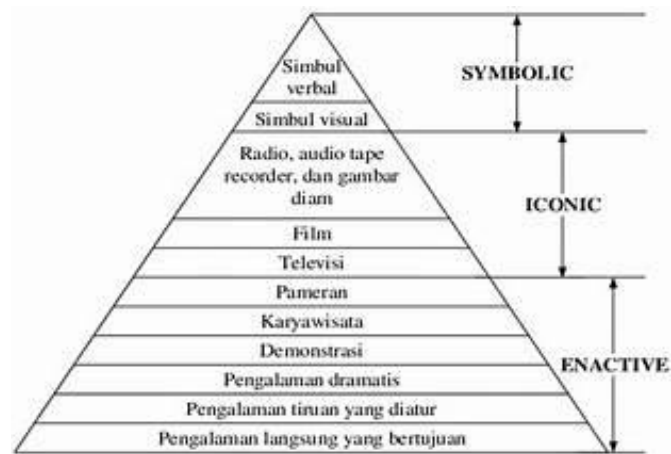 Simbul
verbal
SYMBOLIC
Simbul visual
Radio, audio tape
recorder, dan gambar
diam
ICONIC
Film
Televisi
Pameran
Karyawisata
Demonstrasi
ENACTIVE
Pengalaman dramatis
Pengalaman tiruan yang diatur
Pengalaman langsung yang bertujuan